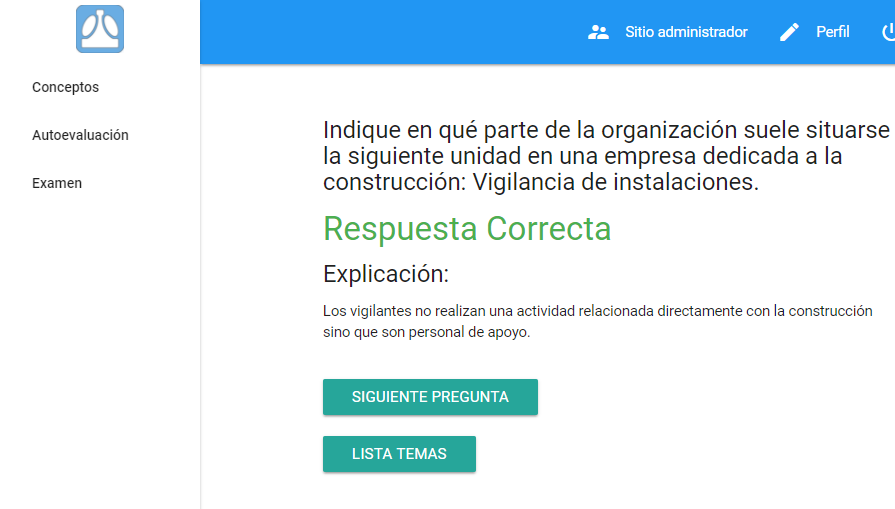 Sitio administrador
Perfil
Conceptos
Autoevaluación
Examen
Indique en qué parte de la organización suele situarse
la siguiente unidad en una empresa dedicada a la
construcción: Vigilancia de instalaciones.
Respuesta Correcta
Explicación:
Los vigilantes no realizan una actividad relacionada directamente con la construcción
sino que son personal de apoyo.
SIGUIENTE PREGUNTA
LISTA TEMAS